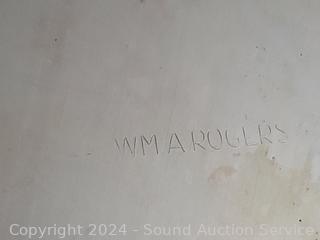 WM A ROGERS
Copyright 2024 - Sound Auction Service